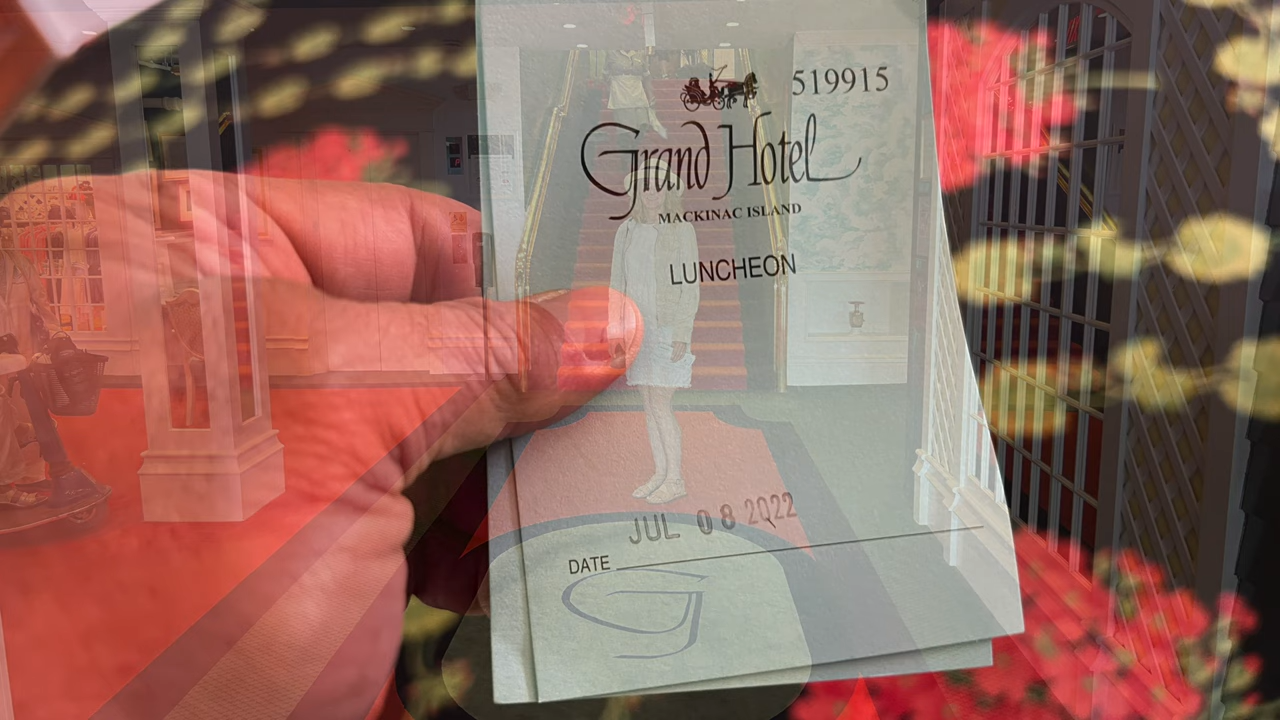 519915
Grand Hotel
MACKINAC ISLAND
LUNCHEON
JUL 08 2022
DATE
G